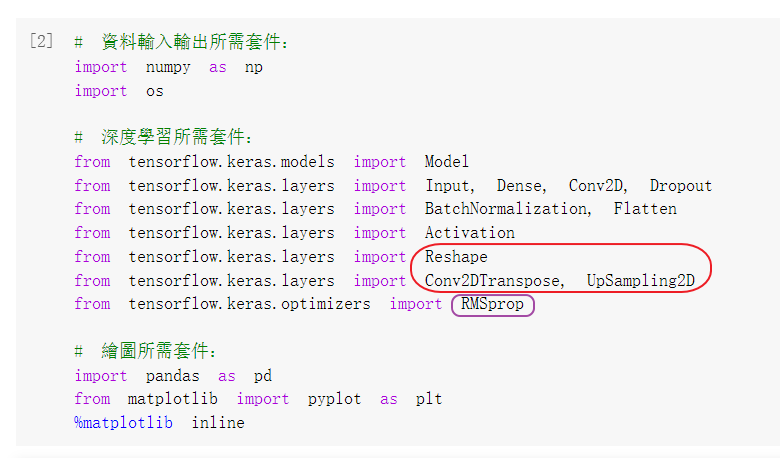 [2] # 資料輸入輸出所需套件:
import numpy as np
import os
# 深度學習所需套件:
from tensorflow.keras.models import Model
from tensorflow.keras.layers import Input, Dense, Conv2D, Dropout
from tensorflow.keras.layers import BatchNormalization, Flatten
from tensorflow.keras.layers import Activation
from tensorflow.keras.layers import Reshape
from tensorflow.keras.layers import Conv2DTranspose, UpSampling2D
from tensorflow.keras.optimizers import RMSprop
# 繪圖所需套件:
import pandas as pd
from matplotlib import pyplot as plt
%matplotlib inline